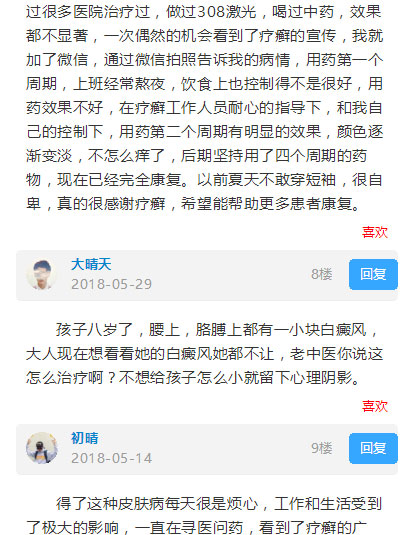 过很多医院治疗过，做过308激光，喝过中药，效果
都不显著，一次偶然的机会看到了疗癣的宣传，我就
加了微信，通过微信拍照告诉我的病情，用药第一个
周期，上班经常熬夜，饮食上也控制得不是很好，用
药效果不好，在疗癣工作人员耐心的指导下，和我自
己的控制下，用药第二个周期有明显的效果，颜色逐
渐变淡，不怎么痒了，后期坚持用了四个周期的药
物，现在已经完全康复。以前夏天不敢穿短袖，很自
卑，真的很感谢疗癣，希望能帮助更多患者康复。
喜欢
大晴天
2018-05-29
8楼
回复
孩子八岁了，腰上，胳膊上都有一小块白癜风，
大人现在想看看她的白癜风她都不让，老中医你说这
怎么治疗啊？不想给孩子怎么小就留下心理阴影。
喜欢
初晴
2018-05-14
9楼
回复
得了这种皮肤病每天很是烦心，工作和生活受到
了极大的影响，一直在寻医问药，看到了疗癣的广